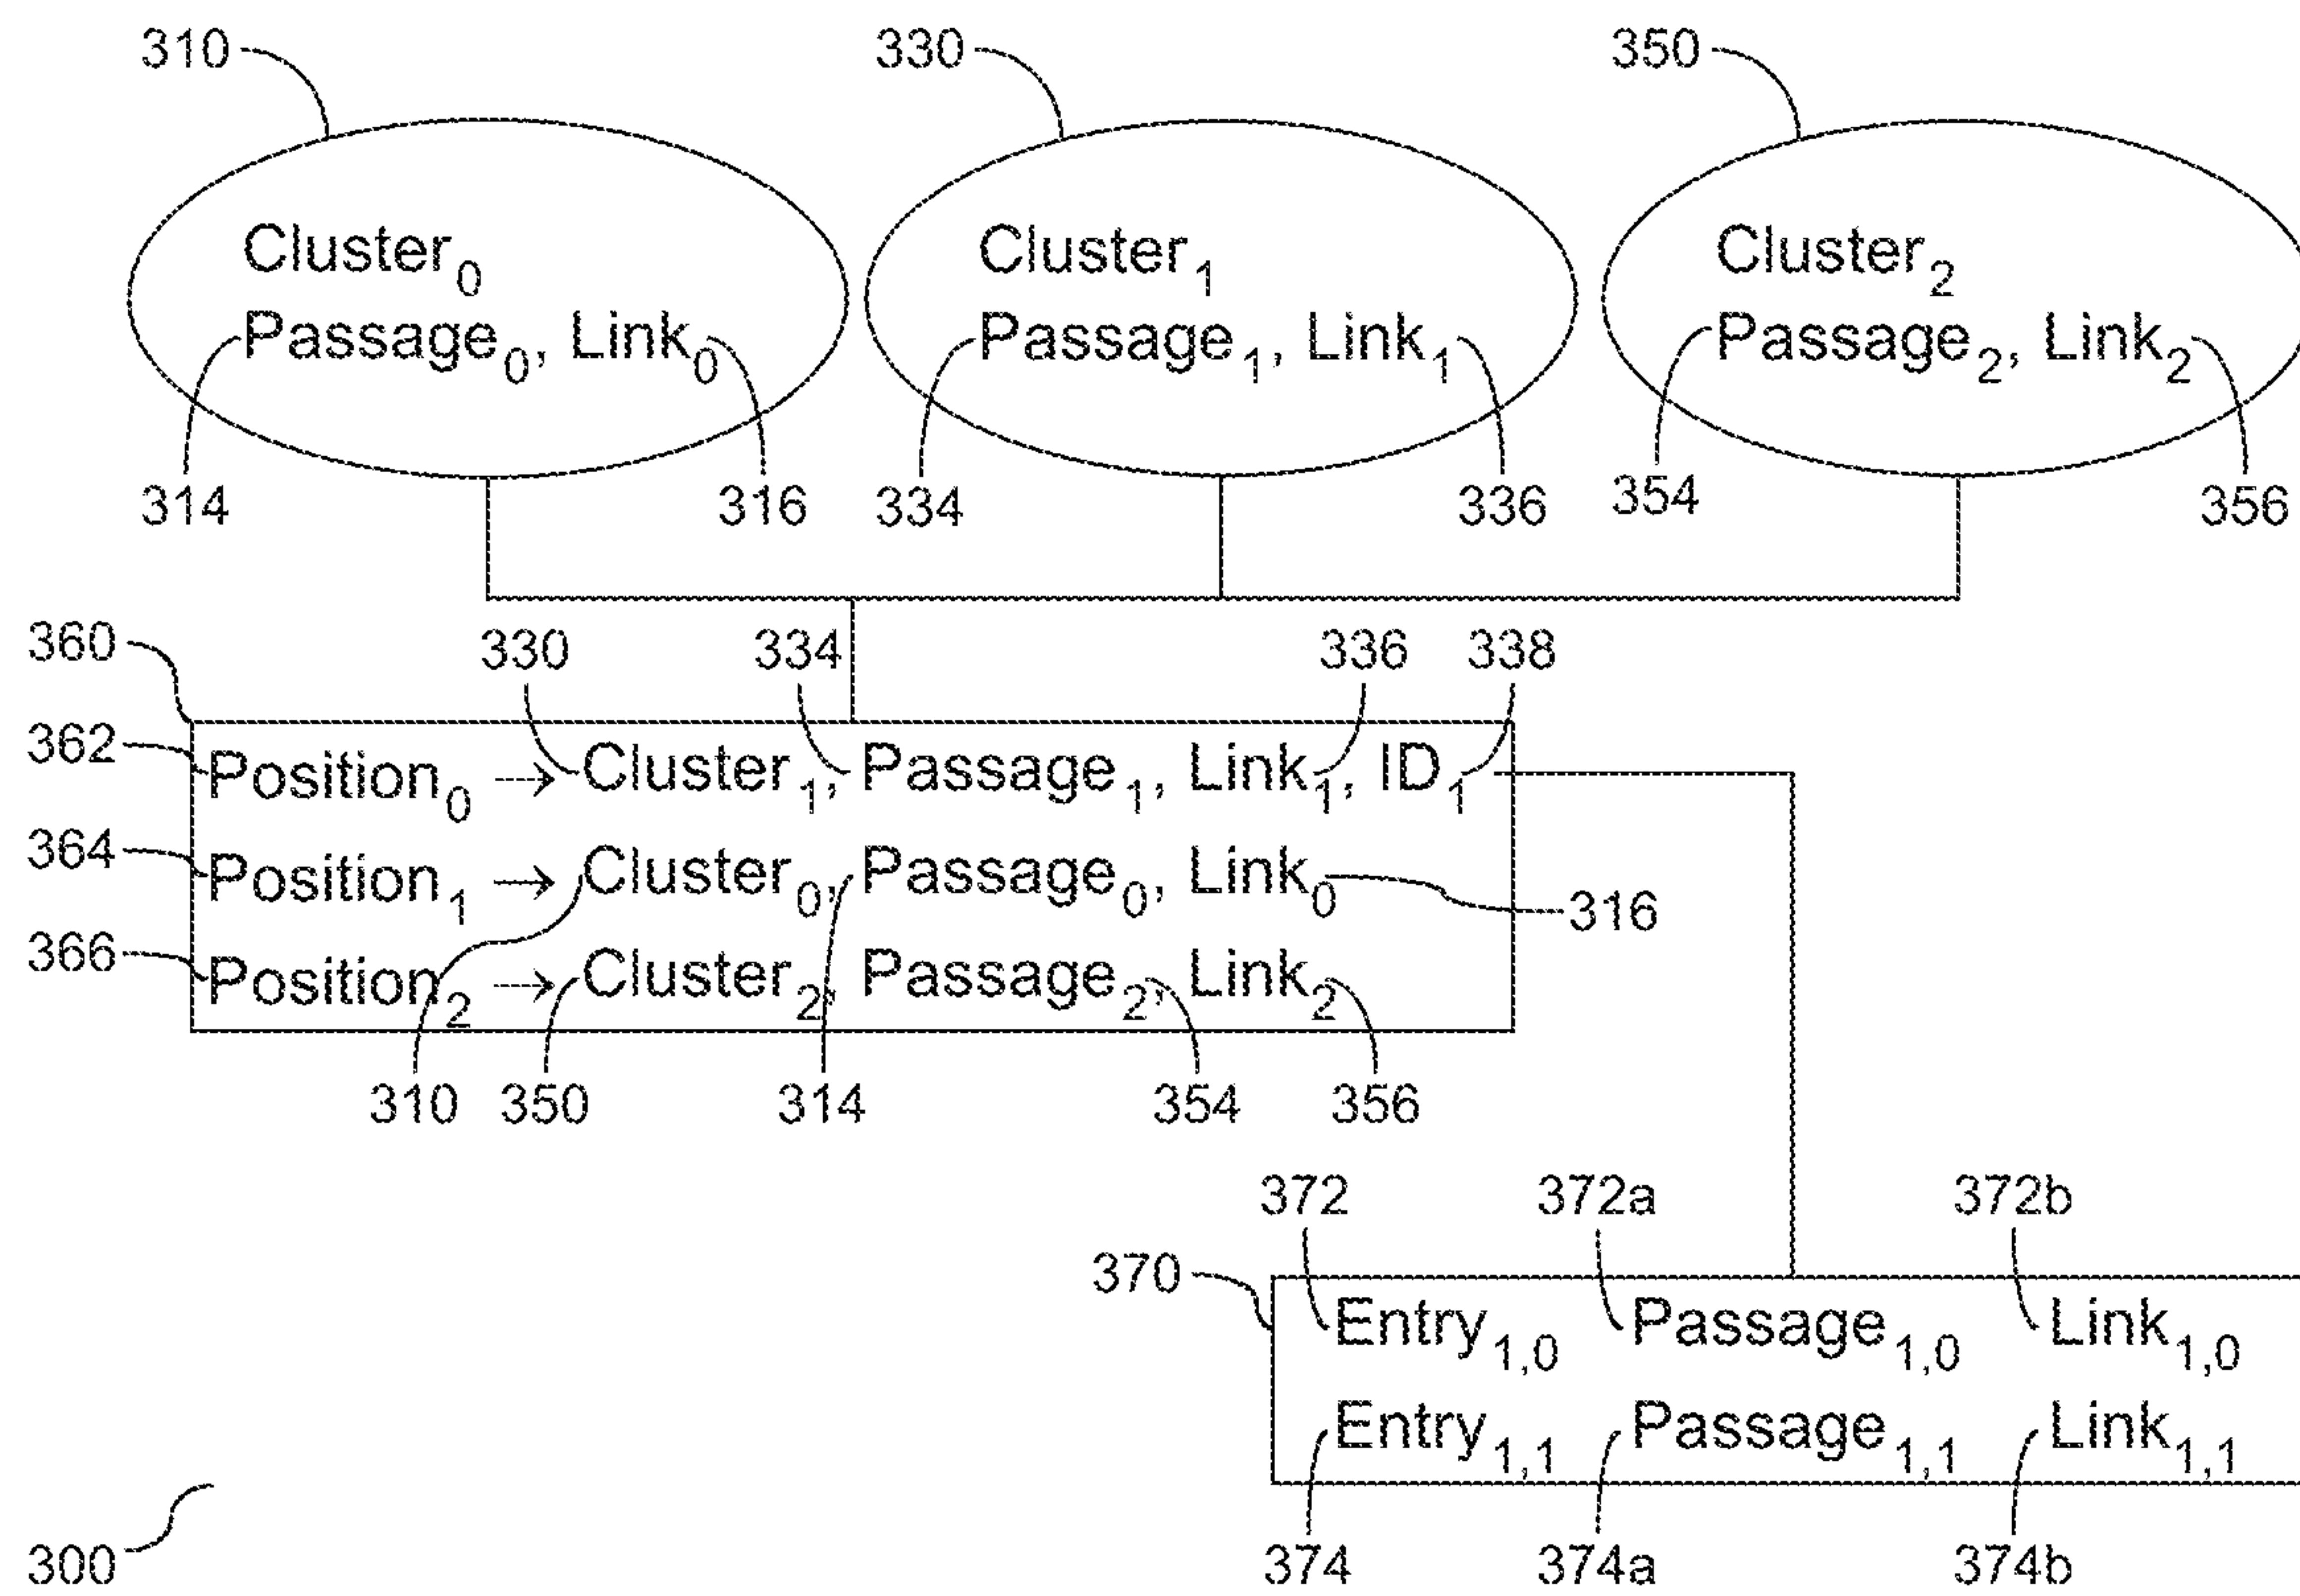 310 330 350
Cluster₀ Cluster₁ Cluster₂
Passage₀, Link₀ Passage₁, Link₁ Passage₂, Link₂
314 316 334 336 354 356
360 330 334 336 338
362 Position₀ → Cluster₁, Passage₁, Link₁, ID₁
364 Position₁ → Cluster₀, Passage₀, Link₀ 316
366 Position₂ → Cluster₂, Passage₂, Link₂
310 350 314 354 356
372 372a 372b
370 Entry₁,₀ Passage₁,₀ Link₁,₀
Entry₁,₁ Passage₁,₁ Link₁,₁
300 374 374a 374b